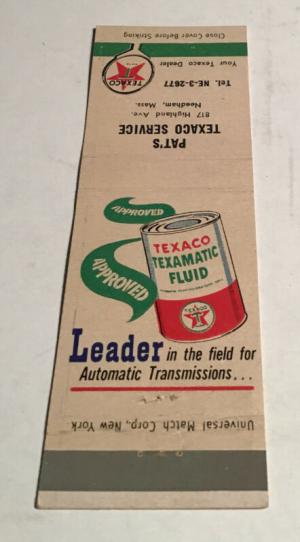 Close Cover Before Striking
TEXACO
Your Texaco Dealer
Tel. NE-3-2677
Needham, Mass.
817 Highland Ave.
TEXACO SERVICE
PAT'S
APPROVED
APPROVED
TEXACO
TEXAMATIC
FLUID
TEXACO
Leader in the field for
Automatic Transmissions...
Universal Match Corp., New York